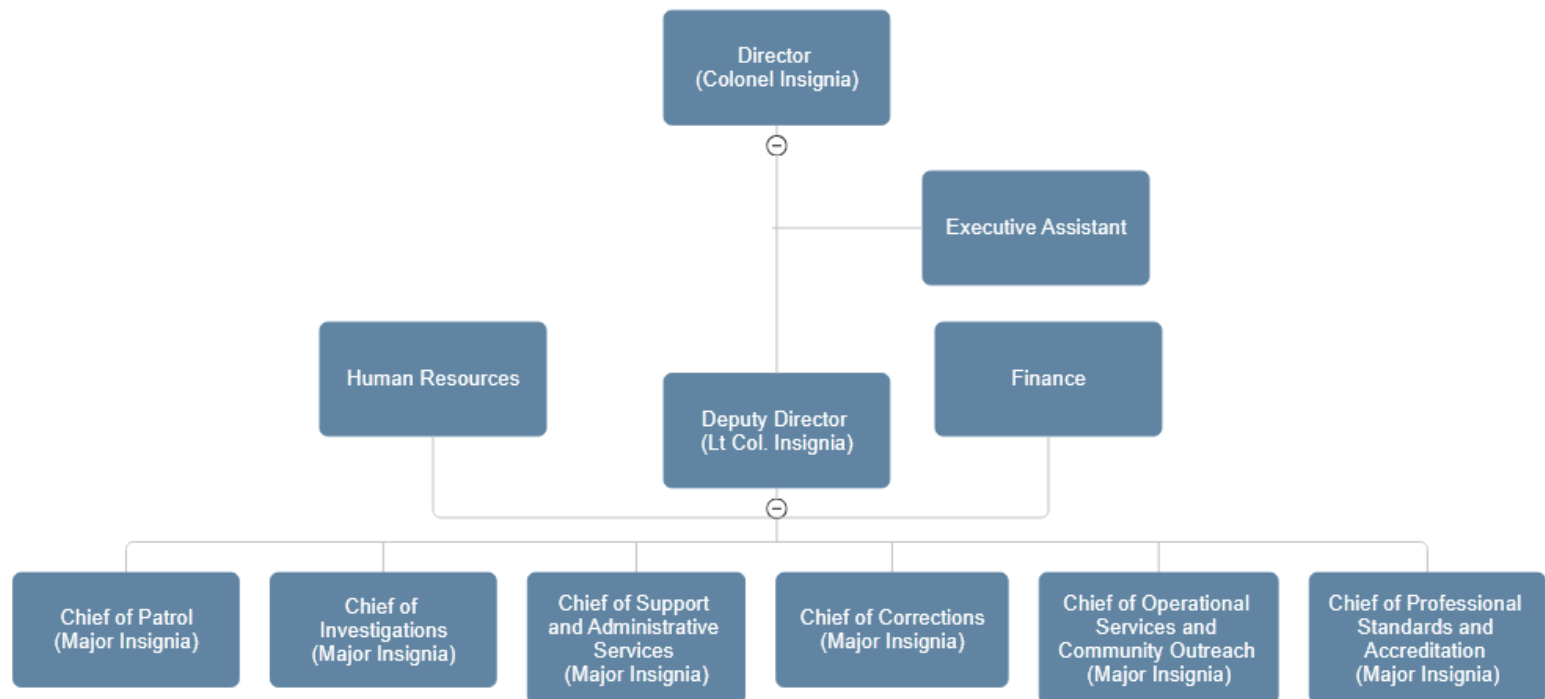 Director
(Colonel Insignia)
Executive Assistant
Human Resources
Finance
Deputy Director
(Lt Col. Insignia)
Chief of Patrol
(Major Insignia)
Chief of
Investigations
(Major Insignia)
Chief of Support
and Administrative
Services
(Major Insignia)
Chief of Corrections
(Major Insignia)
Chief of Operational
Services and
Community Outreach
(Major Insignia)
Chief of Professional
Standards and
Accreditation
(Major Insignia)